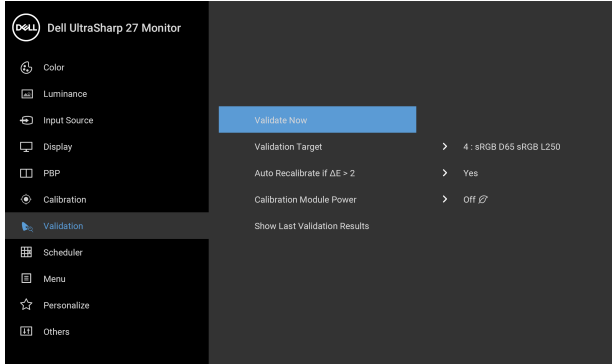 DELL Dell UltraSharp 27 Monitor
Color
Luminance
Input Source
Validate Now
Display
Validation Target 4 : sRGB D65 sRGB L250
PBP
Auto Recalibrate if ΔE > 2 Yes
Calibration
Calibration Module Power Off
Validation
Show Last Validation Results
Scheduler
Menu
Personalize
Others